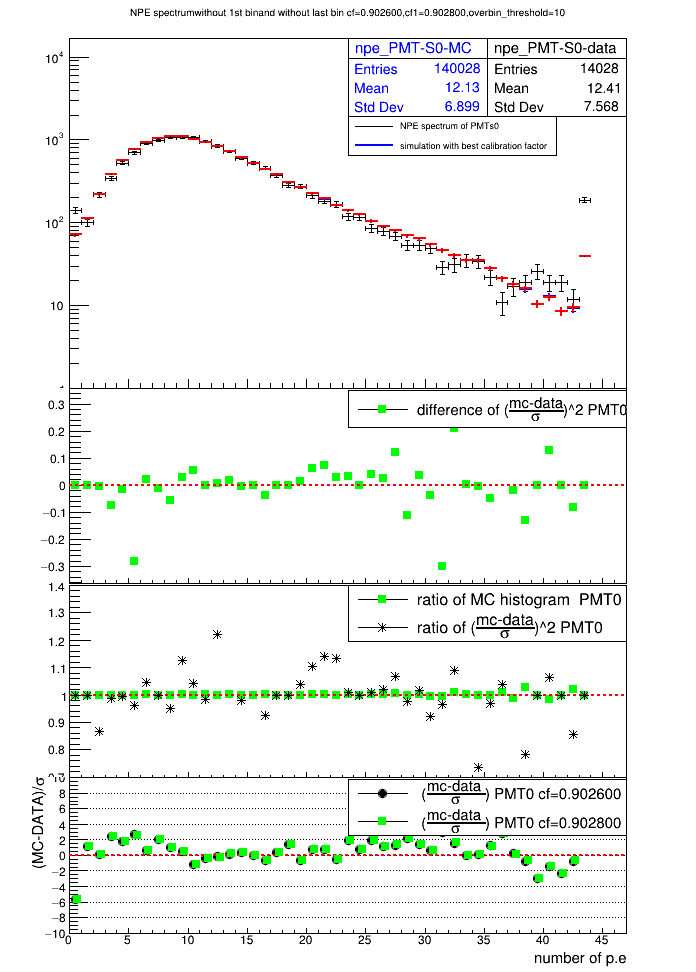 NPE spectrumwithout 1st binand without last bin cf=0.902600,cf1=0.902800,overbin_threshold=10
npe_PMT-S0-MC
Entries 140028
Mean 12.13
Std Dev 6.899
npe_PMT-S0-data
Entries 14028
Mean 12.41
Std Dev 7.568
NPE spectrum of PMTs0
simulation with best calibration factor
10^4
10^3
10^2
10
difference of (mc-data/σ)^2 PMT0
0.3
0.2
0.1
0
−0.1
−0.2
−0.3
ratio of MC histogram PMT0
ratio of (mc-data/σ)^2 PMT0
1.4
1.3
1.2
1.1
1
0.9
0.8
0.7
(mc-data/σ) PMT0 cf=0.902600
(mc-data/σ) PMT0 cf=0.902800
(MC-DATA)/σ
8
6
4
2
0
−2
−4
−6
−8
−10
0 5 10 15 20 25 30 35 40 45
number of p.e